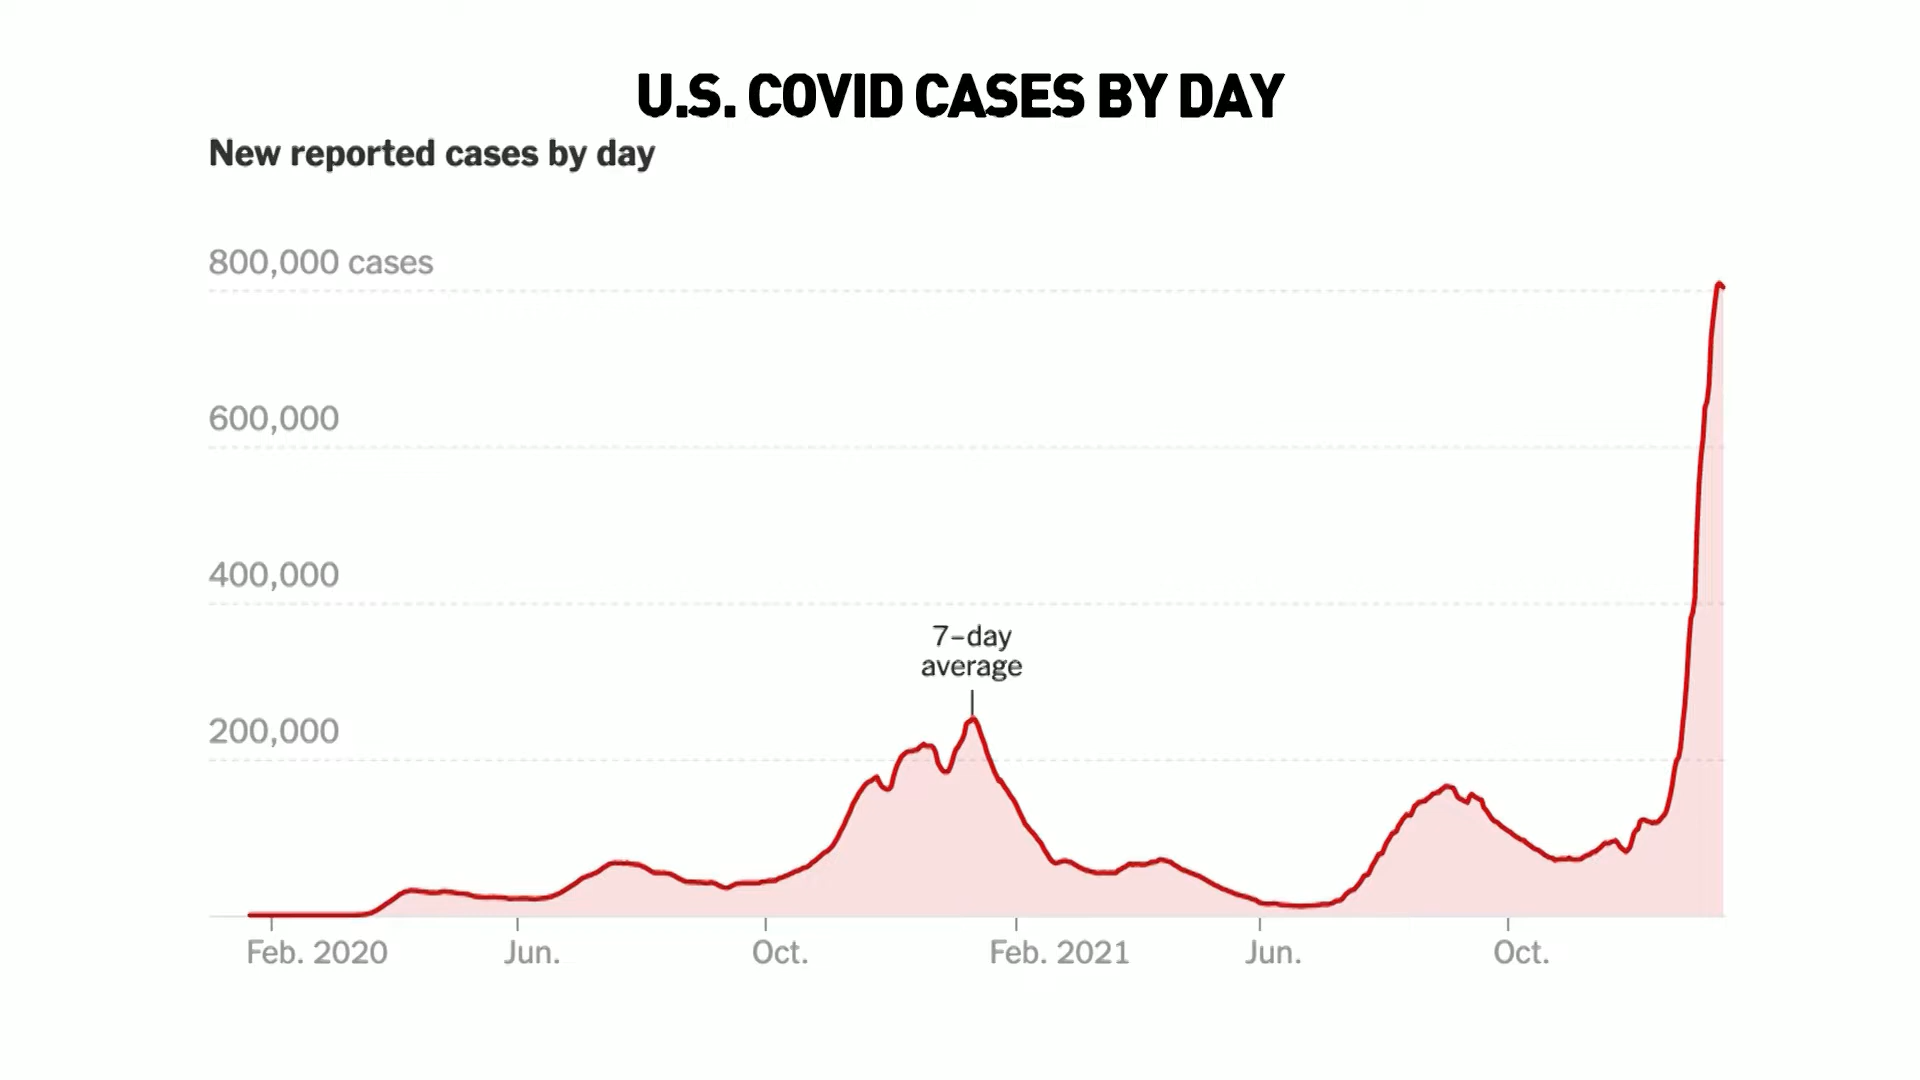 U.S. COVID CASES BY DAY
New reported cases by day
800,000 cases
600,000
400,000
7-day
average
200,000
Feb. 2020 Jun. Oct. Feb. 2021 Jun. Oct.